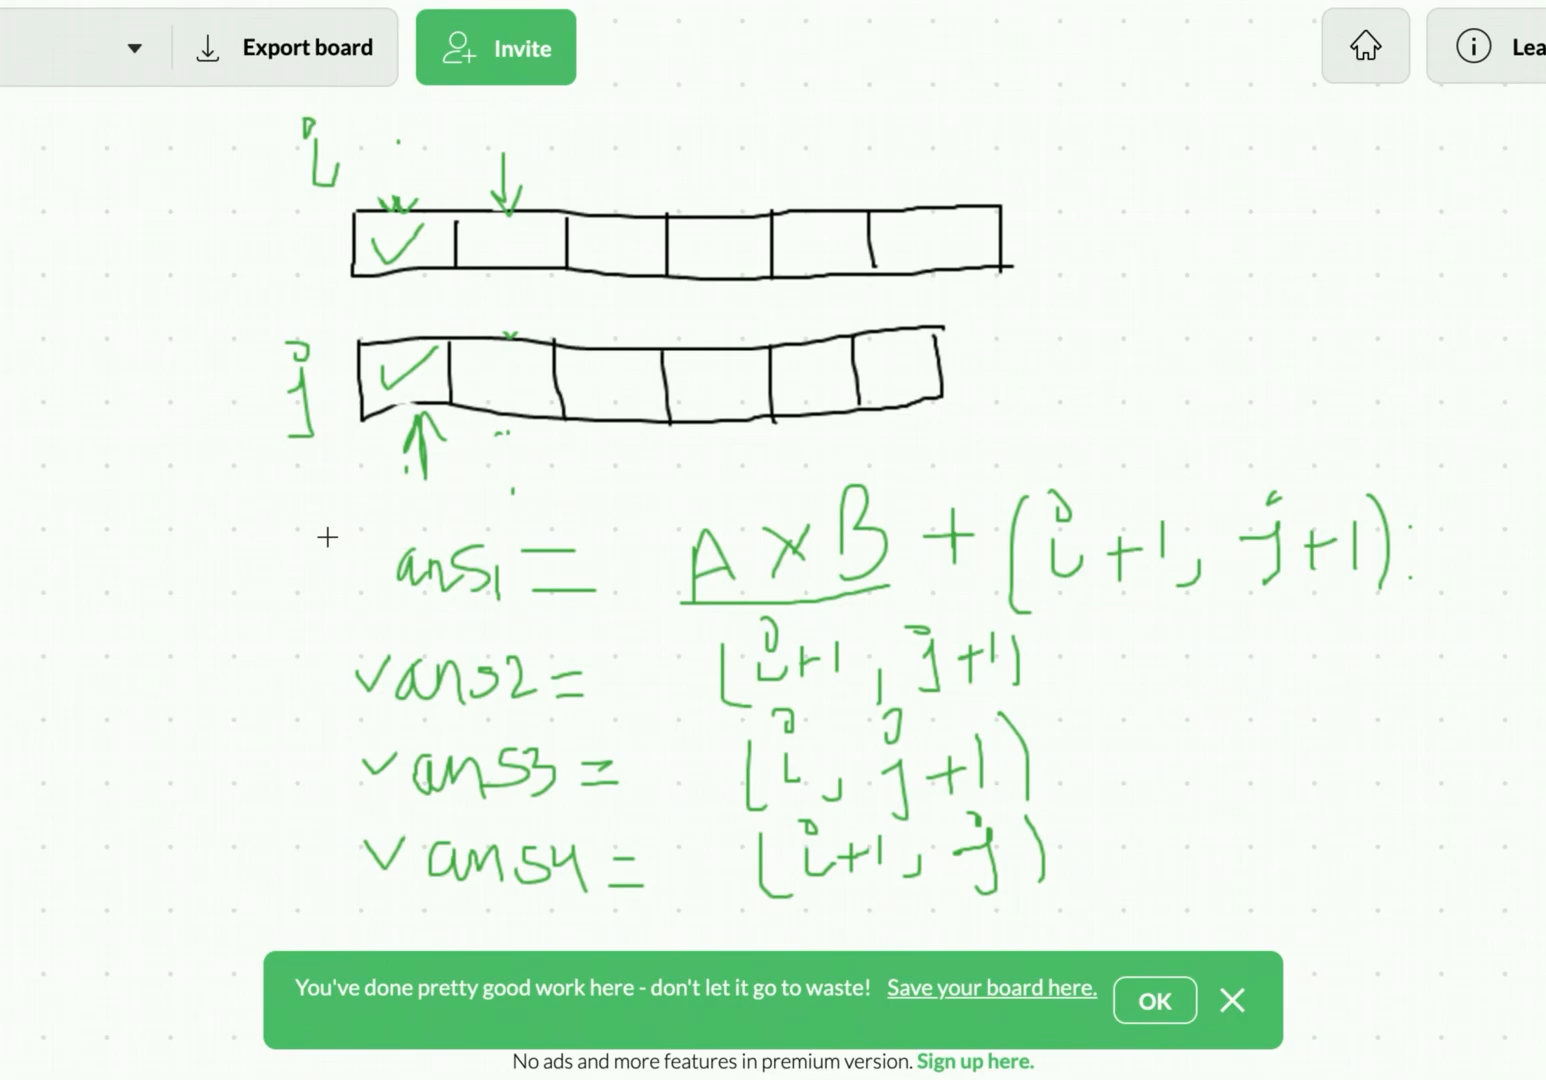 Export board
Invite
Lea
i
j
ans1 = A x B + (i+1, j+1)
ans2 = (i+1, j+1)
ans3 = (i, j+1)
ans4 = (i+1, j)
You've done pretty good work here - don't let it go to waste! Save your board here. OK
No ads and more features in premium version. Sign up here.